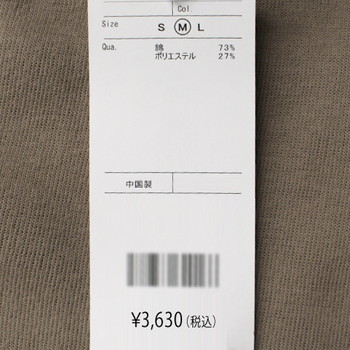 Col.
Size S M L
Qua. 綿 73%
ポリエステル 27%
中国製
¥3,630(税込)